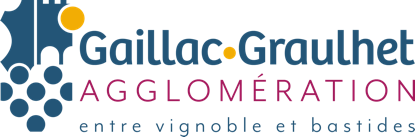 Gaillac•Graulhet
AGGLOMÉRATION
entre vignoble et bastides